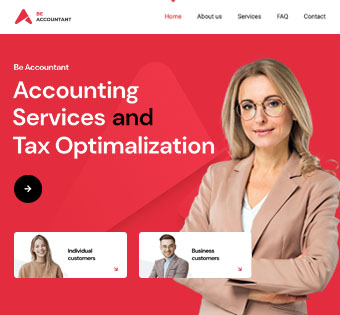 BE
ACCOUNTANT
Home About us Services FAQ Contact
Be Accountant
Accounting
Services and
Tax Optimalization
Individual
customers
Business
customers